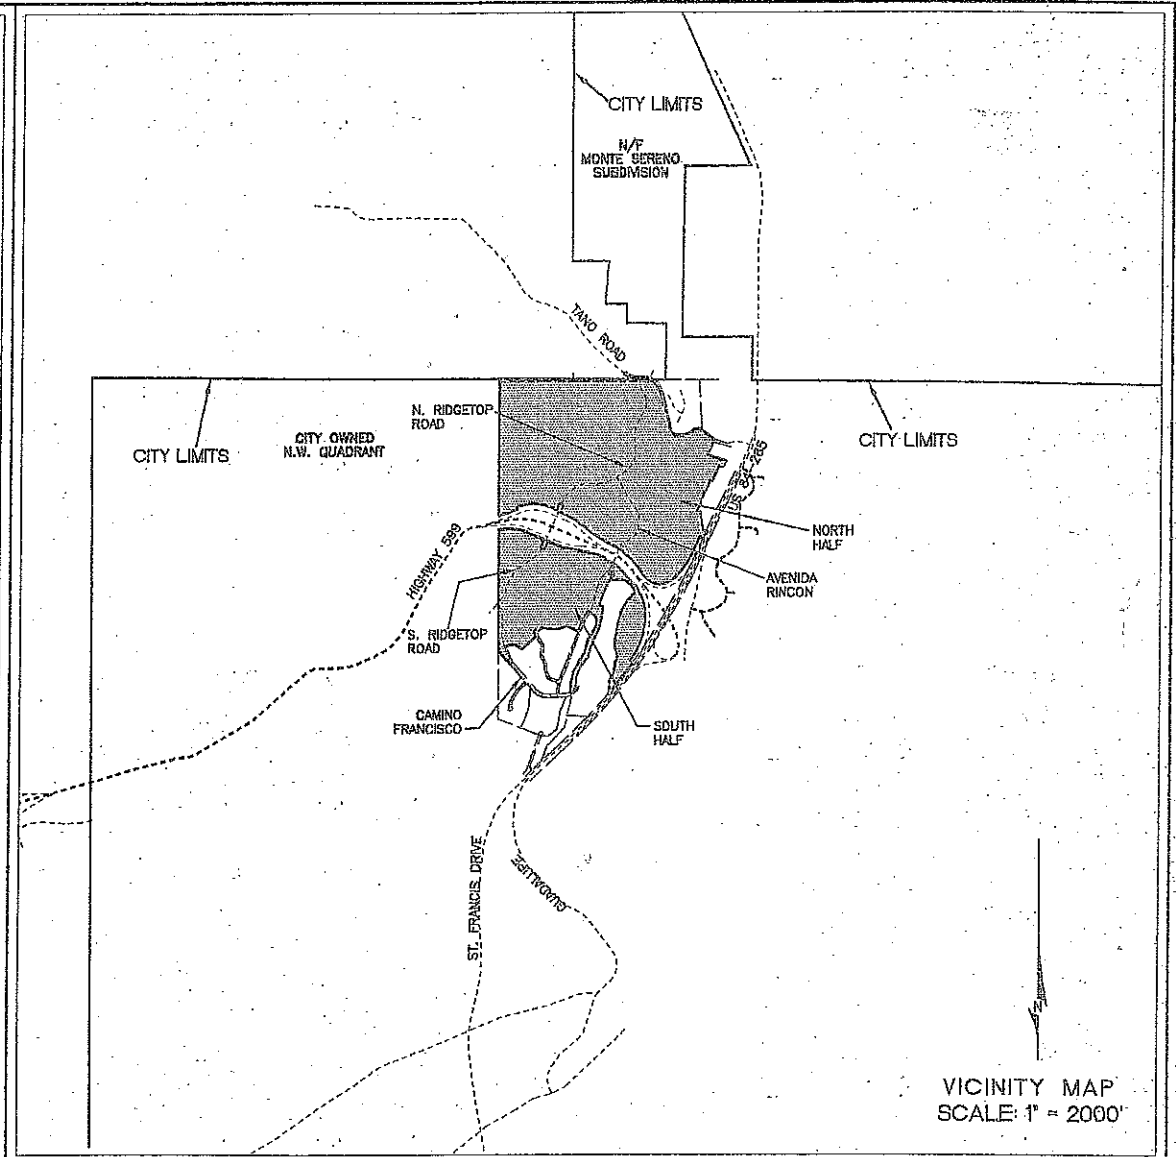 CITY LIMITS
N/F
MONTE SERENO
SUBDIVISION
TANO ROAD
N. RIDGETOP
ROAD
CITY LIMITS
CITY OWNED
N.W. QUADRANT
CITY LIMITS
US 84-285
HIGHWAY 599
NORTH
HALF
AVENIDA
RINCON
S. RIDGETOP
ROAD
CAMINO
FRANCISCO
SOUTH
HALF
ST. FRANCIS DRIVE
GUADALUPE
N
VICINITY MAP
SCALE: 1" = 2000'